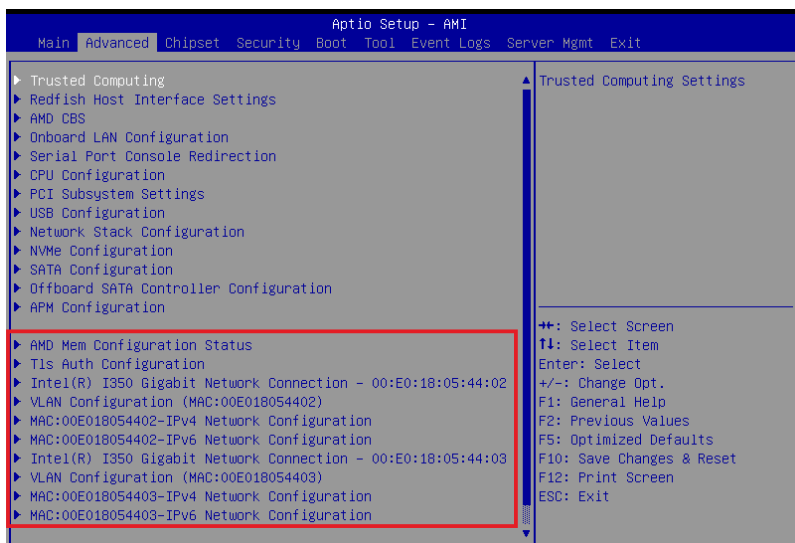 Aptio Setup - AMI
Main Advanced Chipset Security Boot Tool Event Logs Server Mgmt Exit
Trusted Computing
Redfish Host Interface Settings
AMD CBS
Onboard LAN Configuration
Serial Port Console Redirection
CPU Configuration
PCI Subsystem Settings
USB Configuration
Network Stack Configuration
NVMe Configuration
SATA Configuration
Offboard SATA Controller Configuration
APM Configuration
AMD Mem Configuration Status
Tls Auth Configuration
Intel(R) I350 Gigabit Network Connection - 00:E0:18:05:44:02
VLAN Configuration (MAC:00E018054402)
MAC:00E018054402-IPv4 Network Configuration
MAC:00E018054402-IPv6 Network Configuration
Intel(R) I350 Gigabit Network Connection - 00:E0:18:05:44:03
VLAN Configuration (MAC:00E018054403)
MAC:00E018054403-IPv4 Network Configuration
MAC:00E018054403-IPv6 Network Configuration
Trusted Computing Settings
→←: Select Screen
↑↓: Select Item
Enter: Select
+/-: Change Opt.
F1: General Help
F2: Previous Values
F5: Optimized Defaults
F10: Save Changes & Reset
F12: Print Screen
ESC: Exit